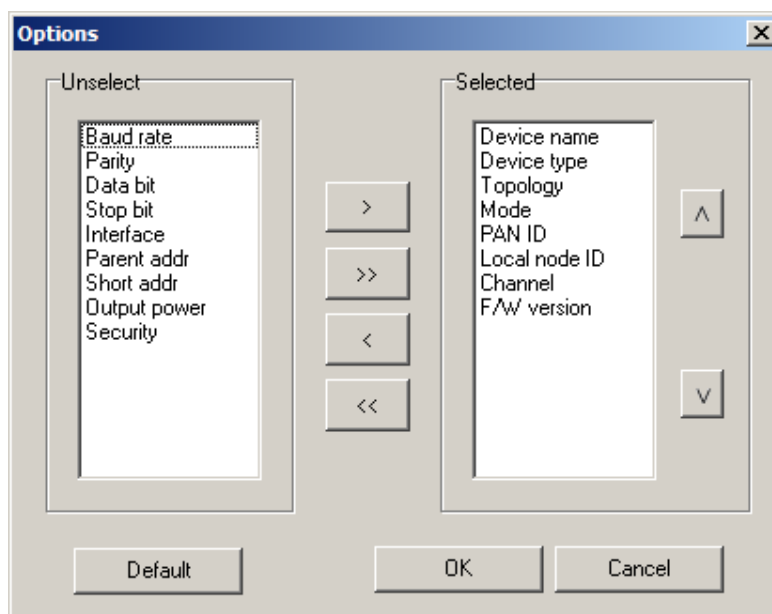 Options
Unselect
Baud rate
Parity
Data bit
Stop bit
Interface
Parent addr
Short addr
Output power
Security
>
>>
<
<<
Selected
Device name
Device type
Topology
Mode
PAN ID
Local node ID
Channel
F/W version
Λ
V
Default
OK
Cancel